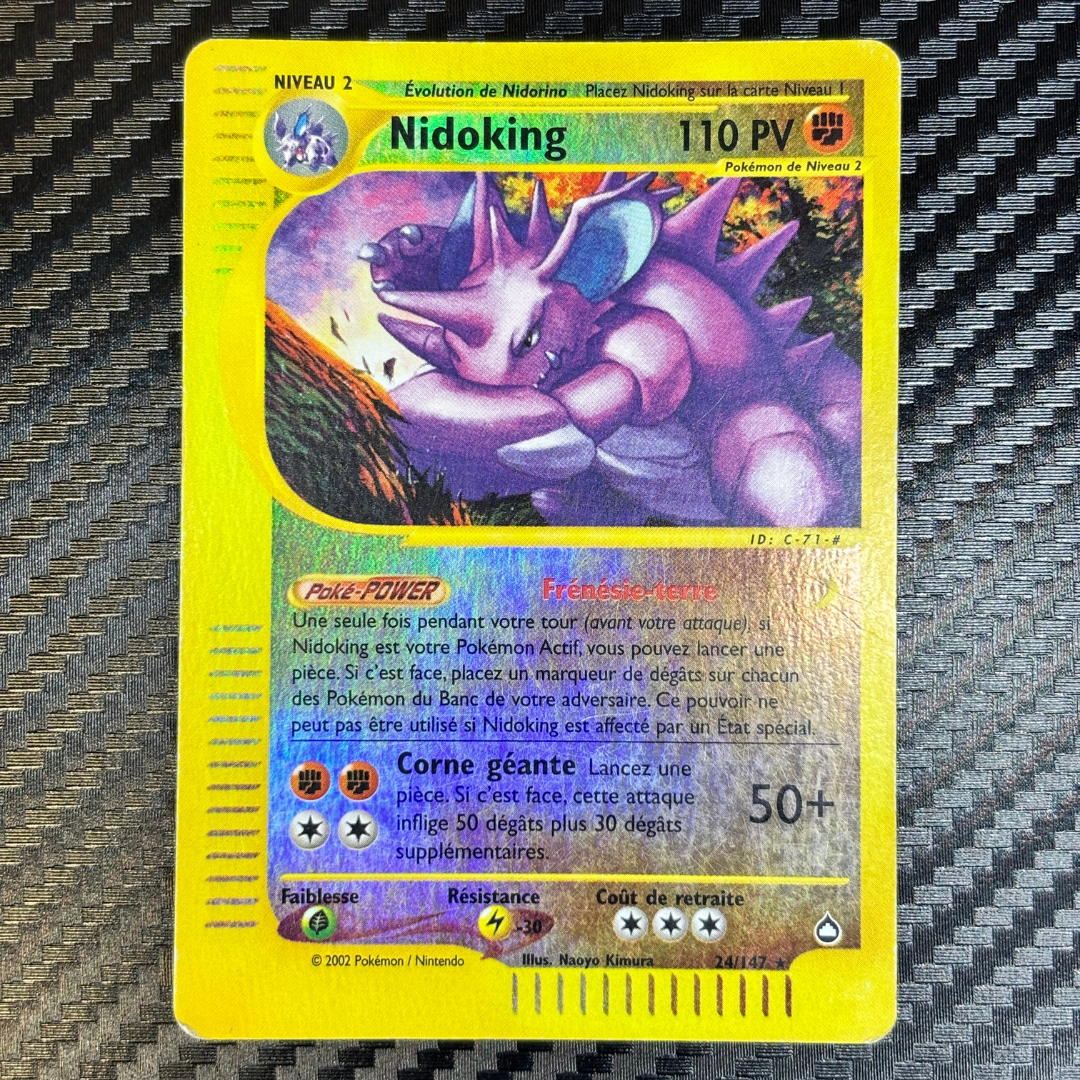 NIVEAU 2
Évolution de Nidorino Placez Nidoking sur la carte Niveau 1
Nidoking 110 PV
Pokémon de Niveau 2
ID: C-71-#
Poké-POWER Frénésie-terre
Une seule fois pendant votre tour (avant votre attaque), si
Nidoking est votre Pokémon Actif, vous pouvez lancer une
pièce. Si c'est face, placez un marqueur de dégâts sur chacun
des Pokémon du Banc de votre adversaire. Ce pouvoir ne
peut pas être utilisé si Nidoking est affecté par un État spécial.
Corne géante Lancez une
pièce. Si c'est face, cette attaque
inflige 50 dégâts plus 30 dégâts
supplémentaires.
50+
Faiblesse Résistance Coût de retraite
-30
© 2002 Pokémon / Nintendo Illus. Naoyo Kimura 24/147 ★